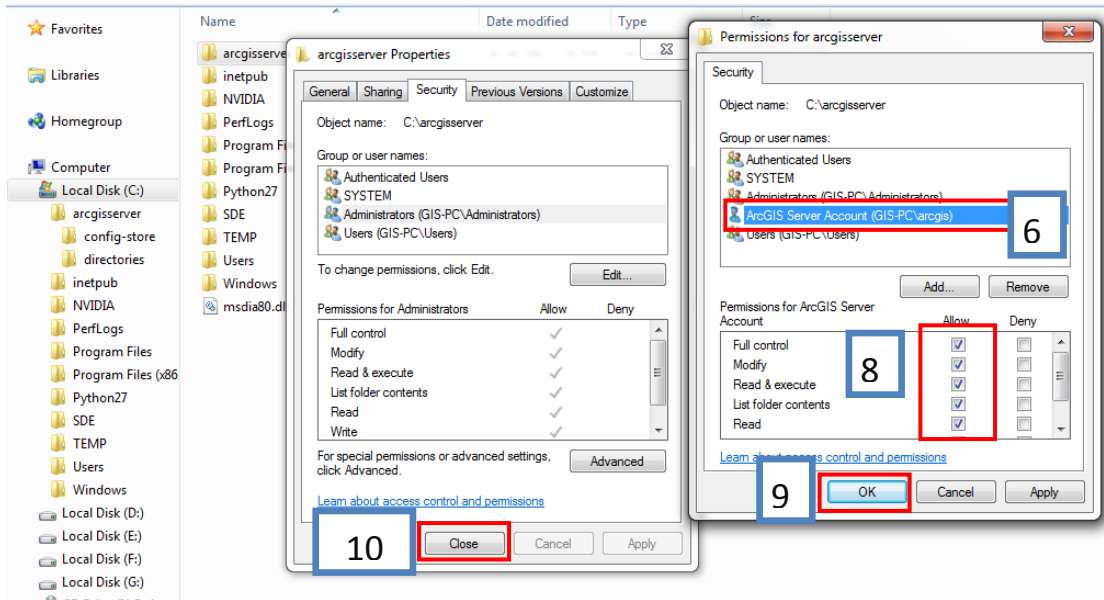 Name
Date modified
Type
Favorites
Libraries
Homegroup
Computer
Local Disk (C:)
arcgisserver
config-store
directories
inetpub
NVIDIA
PerfLogs
Program Files
Program Files (x86
Python27
SDE
TEMP
Users
Windows
Local Disk (D:)
Local Disk (E:)
Local Disk (F:)
Local Disk (G:)
arcgisserve
inetpub
NVIDIA
PerfLogs
Program Fi
Program Fi
Python27
SDE
TEMP
Users
Windows
msdia80.dl
arcgisserver Properties
General Sharing Security Previous Versions Customize
Object name: C:\arcgisserver
Group or user names:
Authenticated Users
SYSTEM
Administrators (GIS-PC\Administrators)
Users (GIS-PC\Users)
To change permissions, click Edit.
Edit...
Permissions for Administrators Allow Deny
Full control
Modify
Read & execute
List folder contents
Read
Write
For special permissions or advanced settings,
click Advanced.
Advanced
Learn about access control and permissions
10
Close Cancel Apply
Permissions for arcgisserver
Security
Object name: C:\arcgisserver
Group or user names:
Authenticated Users
SYSTEM
Administrators (GIS-PC\Administrators)
ArcGIS Server Account (GIS-PC\arcgis)
6
Users (GIS-PC\Users)
Add... Remove
Permissions for ArcGIS Server
Account Allow Deny
Full control
Modify
8
Read & execute
List folder contents
Read
Learn about access control and permissions
9
OK Cancel Apply